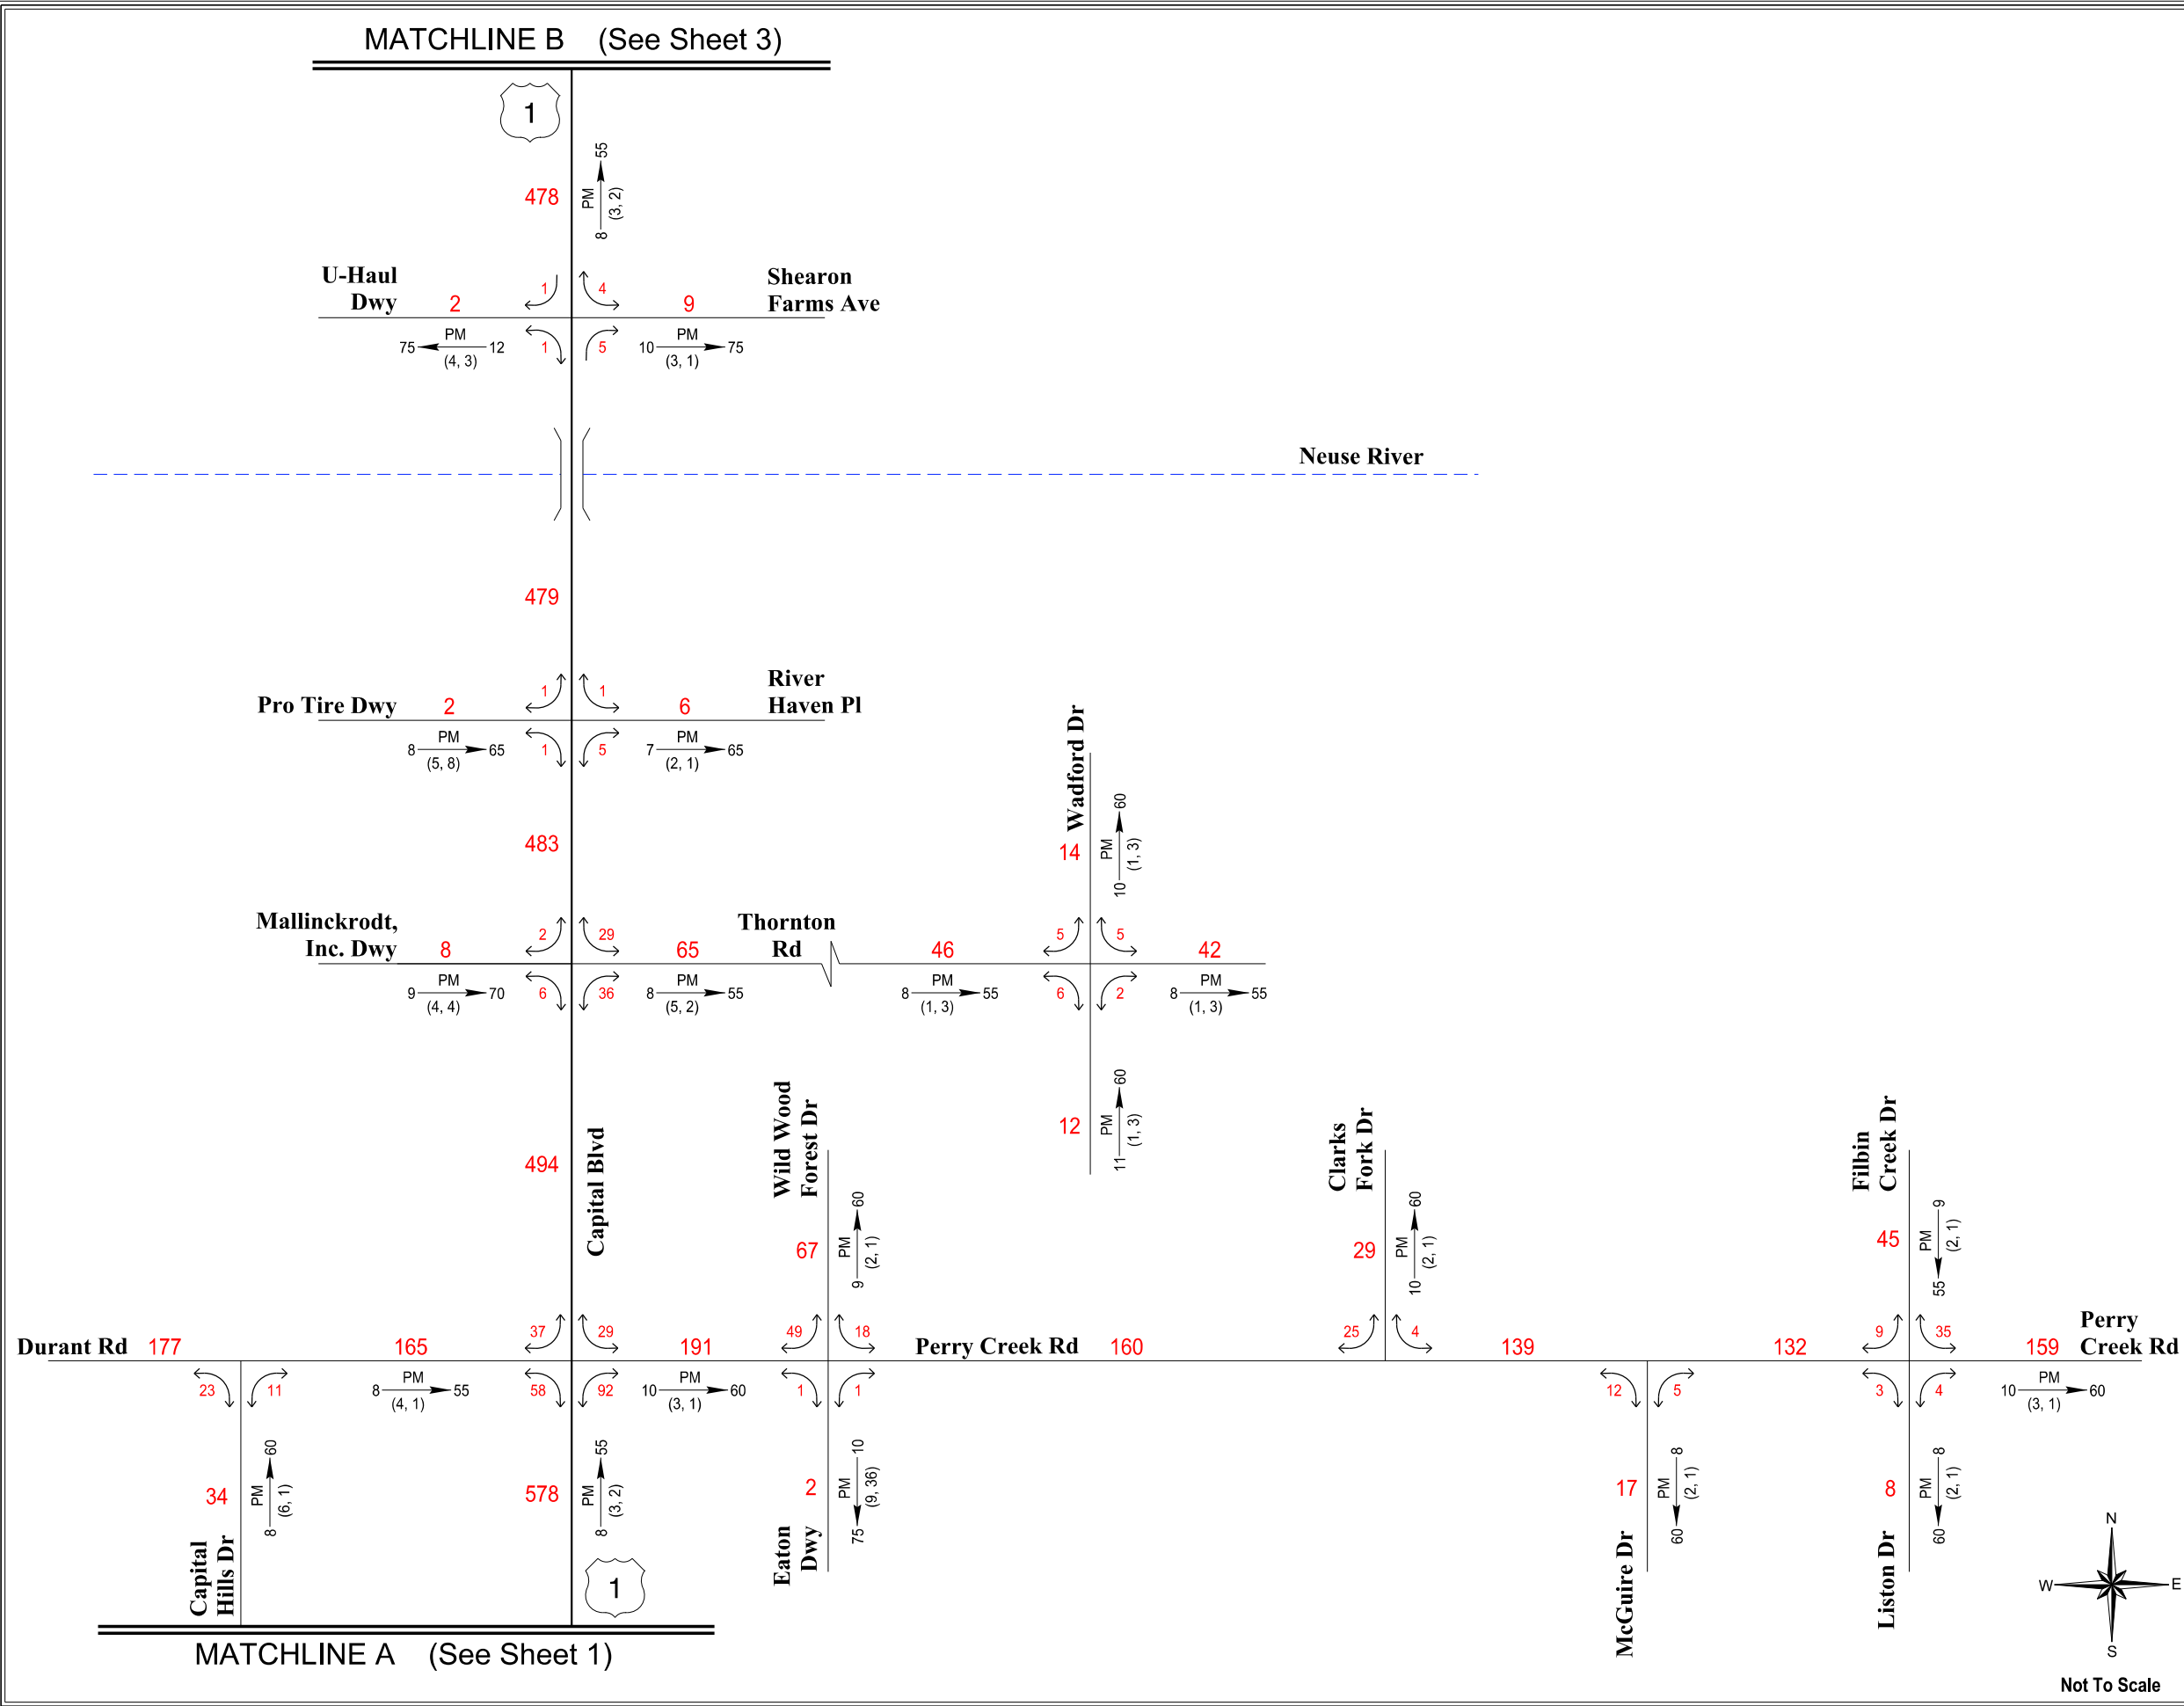 MATCHLINE B (See Sheet 3)
1
478
PM
8 55
(3, 2)
U-Haul
Dwy
2
1
4
9
Shearon
Farms Ave
75 PM 12
(4, 3)
1
5
10 PM 75
(3, 1)
Neuse River
479
Pro Tire Dwy
2
1
1
6
River
Haven Pl
8 PM 65
(5, 8)
1
5
7 PM 65
(2, 1)
483
Wadford Dr
14
PM
10 60
(1, 3)
Mallinckrodt,
Inc. Dwy
8
2
29
65
Thornton
Rd
46
5
5
42
9 PM 70
(4, 4)
6
36
8 PM 55
(5, 2)
8 PM 55
(1, 3)
6
2
8 PM 55
(1, 3)
12
PM
11 60
(1, 3)
494
Capital Blvd
Wild Wood
Forest Dr
67
PM
9 60
(2, 1)
Clarks
Fork Dr
29
PM
10 60
(2, 1)
Filbin
Creek Dr
45
PM
55 9
(2, 1)
Durant Rd
177
165
37
29
191
49
18
Perry Creek Rd
160
25
4
139
132
9
35
159
Perry
Creek Rd
23
11
8 PM 55
(4, 1)
58
92
10 PM 60
(3, 1)
1
1
12
5
3
4
10 PM 60
(3, 1)
34
PM
8 60
(6, 1)
Capital
Hills Dr
578
PM
8 55
(3, 2)
1
2
PM
75 10
(9, 36)
Eaton
Dwy
17
PM
60 8
(2, 1)
McGuire Dr
8
PM
60 8
(2, 1)
Liston Dr
N
W E
S
Not To Scale
MATCHLINE A (See Sheet 1)